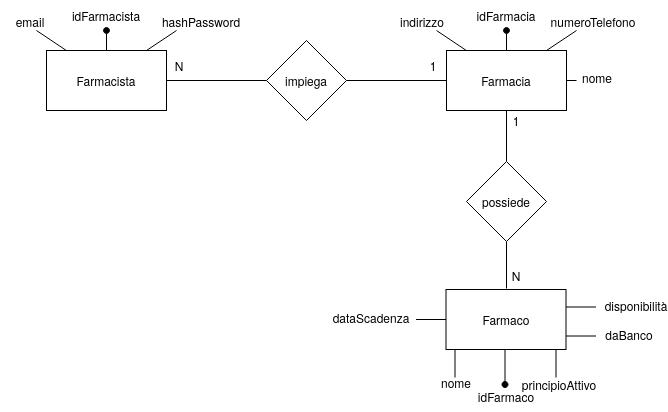 email
idFarmacista
hashPassword
indirizzo
idFarmacia
numeroTelefono
Farmacista
N
impiega
1
Farmacia
nome
1
possiede
N
dataScadenza
Farmaco
disponibilità
daBanco
nome
idFarmaco
principioAttivo